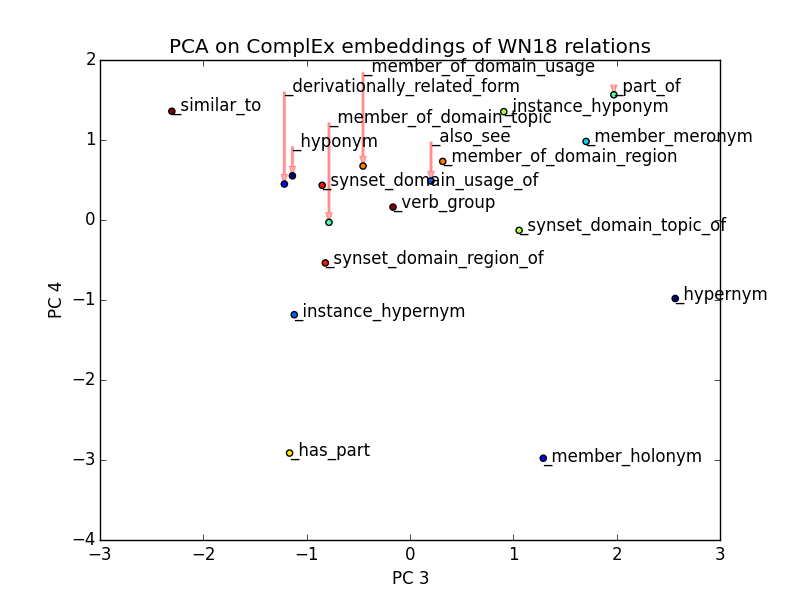 PCA on ComplEx embeddings of WN18 relations
_member_of_domain_usage
_derivationally_related_form
_part_of
_similar_to
_instance_hyponym
_member_of_domain_topic
_hyponym
_also_see
_member_meronym
_member_of_domain_region
_synset_domain_usage_of
_verb_group
_synset_domain_topic_of
_synset_domain_region_of
_hypernym
_instance_hypernym
_has_part
_member_holonym
2
1
0
−1
−2
−3
−4
PC 4
−3
−2
−1
0
1
2
3
PC 3